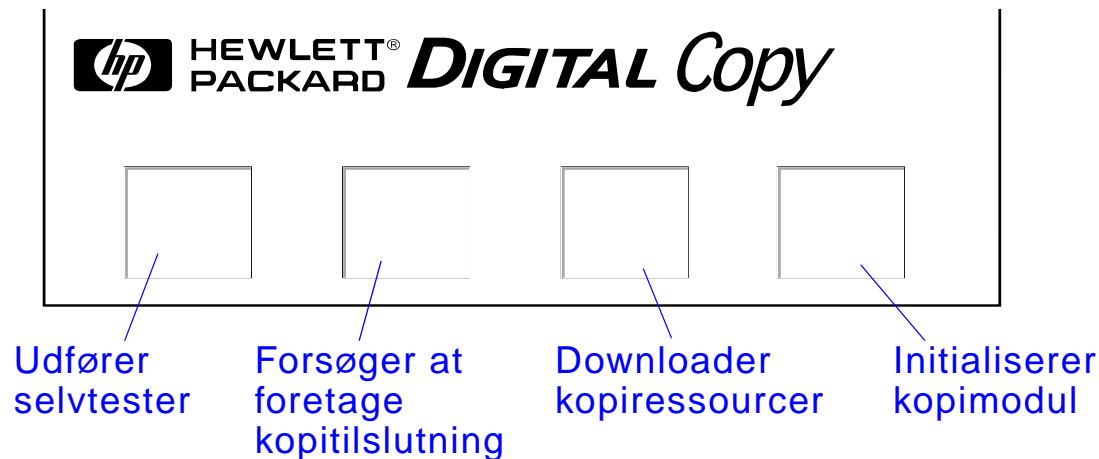 hp HEWLETT® PACKARD DIGITAL Copy
Udfører selvtester
Forsøger at foretage kopitilslutning
Downloader kopiressourcer
Initialiserer kopimodul